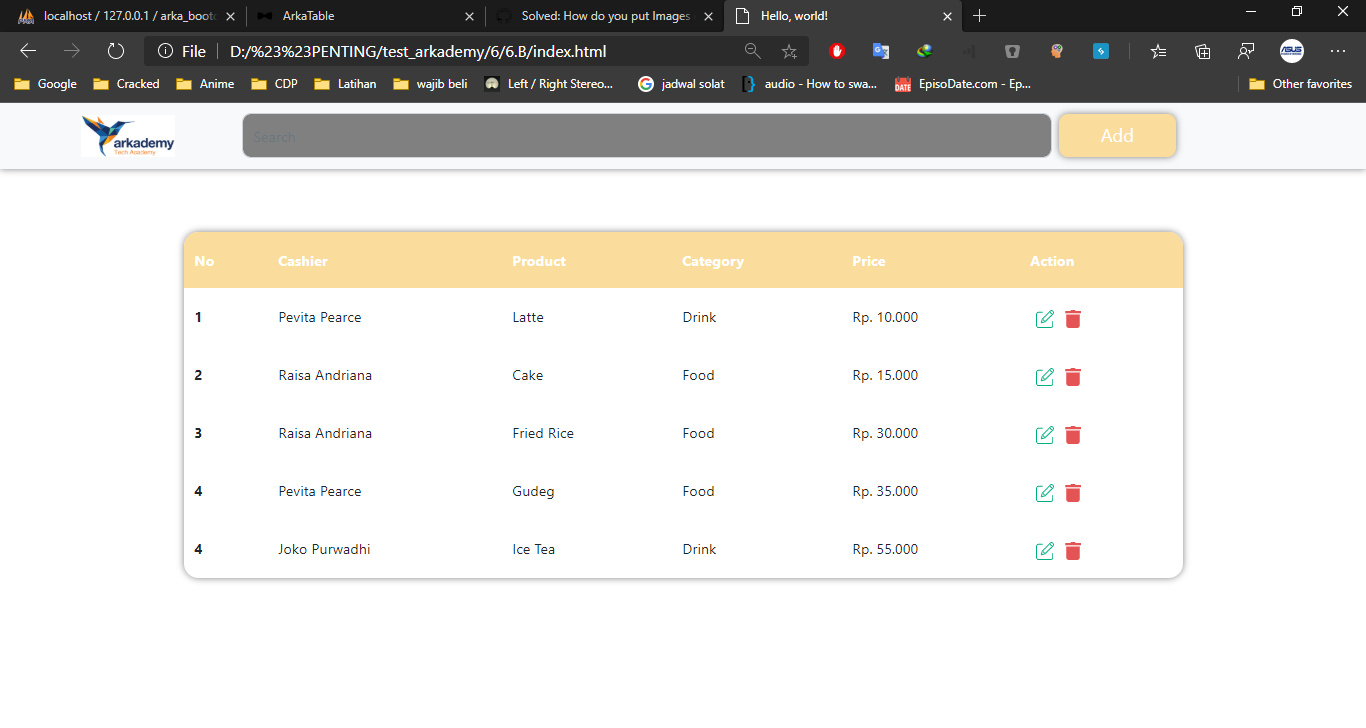 localhost / 127.0.0.1 / arka_boot
ArkaTable
Solved: How do you put Images
Hello, world!
File
D:/%23%23PENTING/test_arkademy/6/6.B/index.html
Google
Cracked
Anime
CDP
Latihan
wajib beli
Left / Right Stereo...
jadwal solat
audio - How to swa...
EpisoDate.com - Ep...
Other favorites
arkademy
Tech Academy
Search
Add
No Cashier Product Category Price Action
1 Pevita Pearce Latte Drink Rp. 10.000
2 Raisa Andriana Cake Food Rp. 15.000
3 Raisa Andriana Fried Rice Food Rp. 30.000
4 Pevita Pearce Gudeg Food Rp. 35.000
4 Joko Purwadhi Ice Tea Drink Rp. 55.000